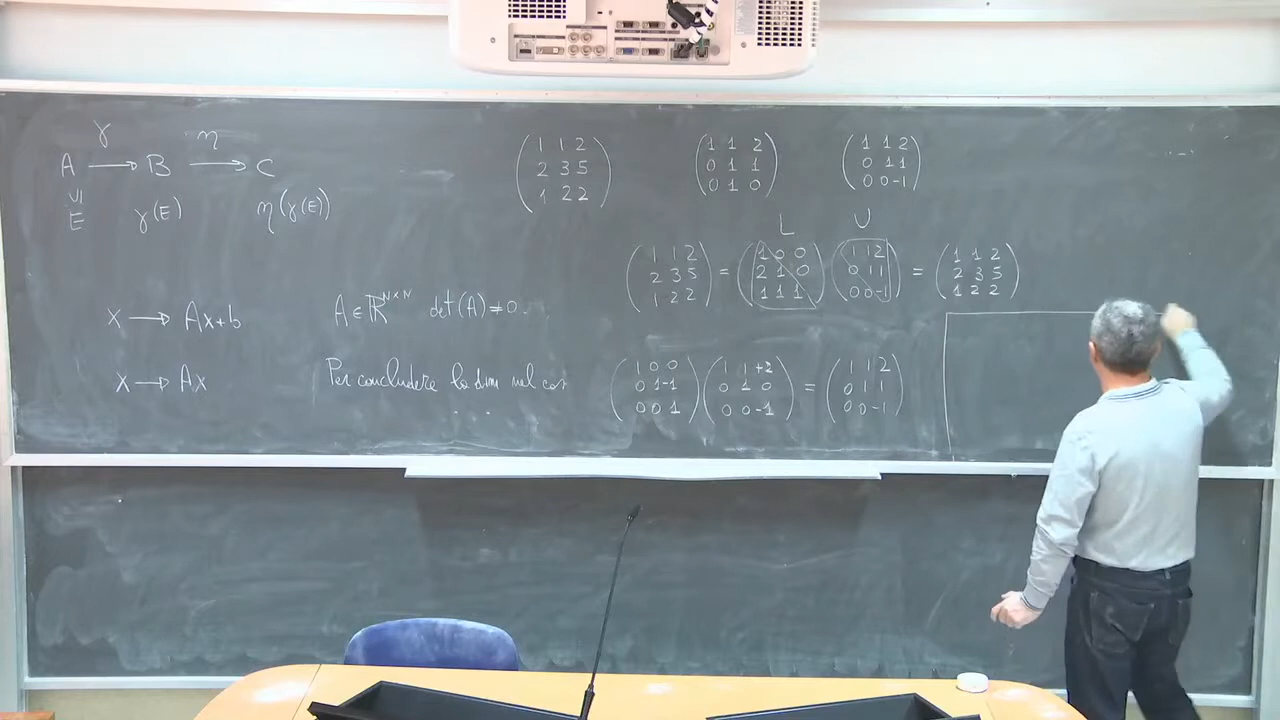 γ η
A ⟶ B ⟶ C
⊆
E γ(E) η(γ(E))
x ⟶ Ax+b
x ⟶ Ax
A ∈ ℝ^{N×N} det(A) ≠ 0.
Per concludere la dim nel
. .
(1 1 2 (1 1 2 (1 1 2
2 3 5 0 1 1 0 1 1
1 2 2) 0 1 0) 0 0 -1)
L U
(1 1 2 (1 0 0 (1 1 2 (1 1 2
2 3 5 = 2 1 0 0 1 1 = 2 3 5
1 2 2) 1 1 1) 0 0 -1) 1 2 2)
(1 0 0 (1 1 +2 (1 1 2
0 1 -1 0 1 0 = 0 1 1
0 0 1) 0 0 -1) 0 0 -1)